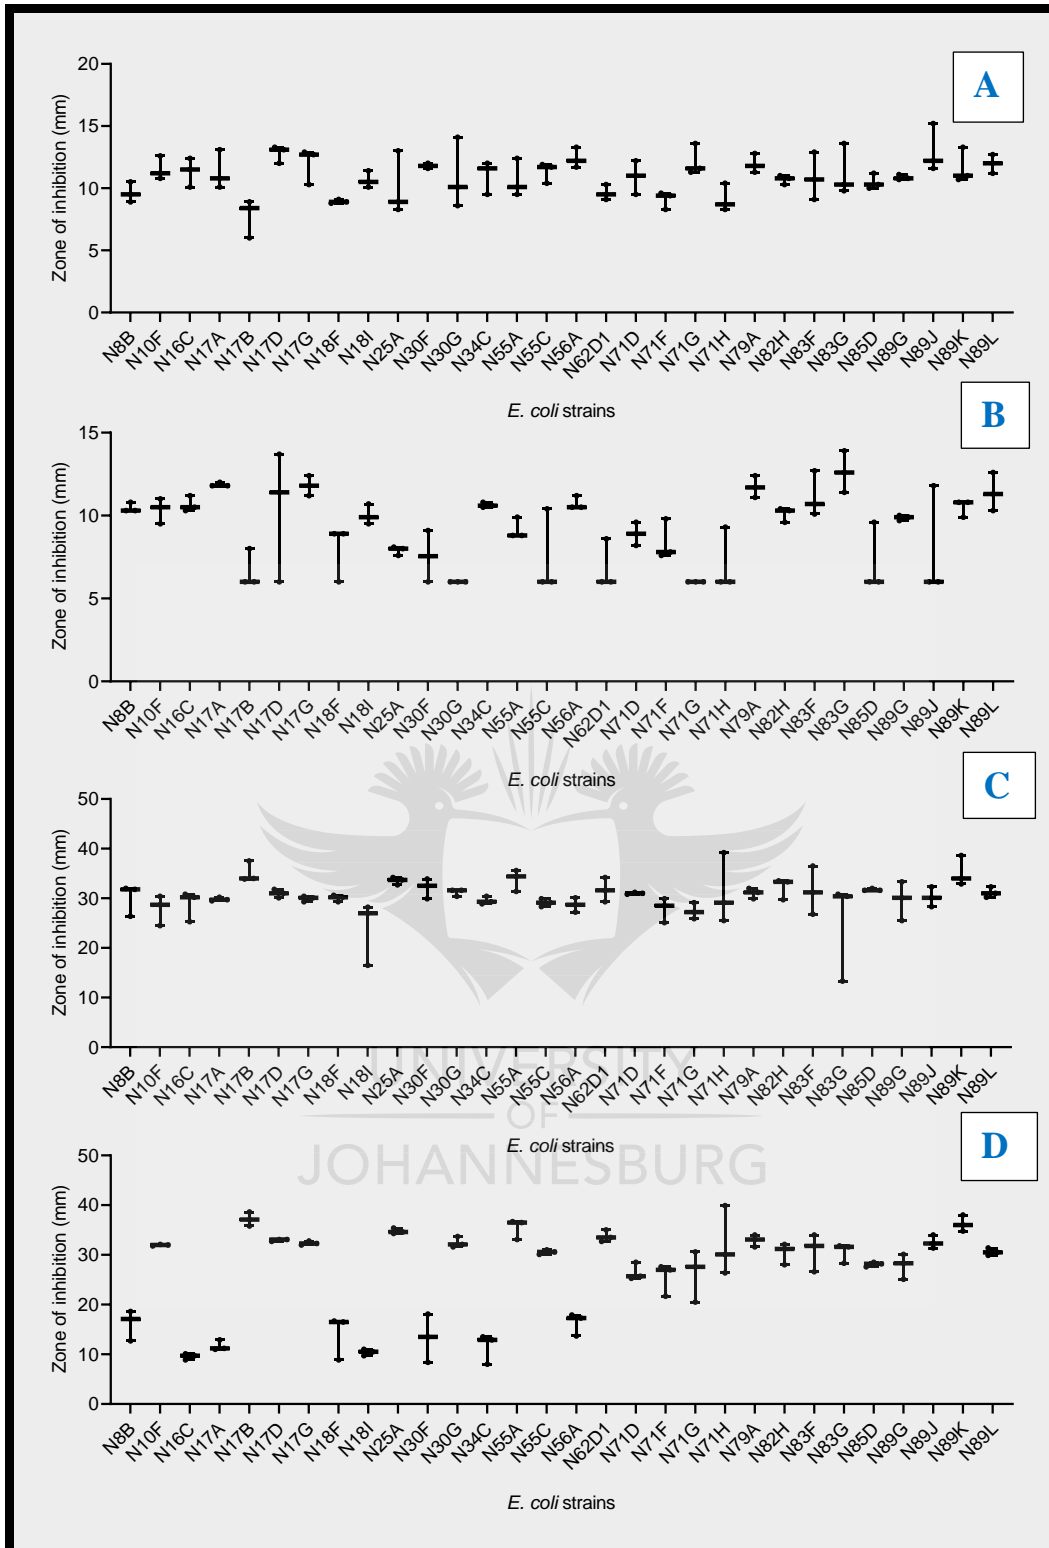 A
Zone of inhibition (mm)
20
15
10
5
0
N8B N10F N16C N17A N17B N17D N17G N18F N18I N25A N30F N30G N34C N55A N55C N56A N62D1 N71D N71F N71G N71H N79A N82H N83F N83G N85D N89G N89J N89K N89L
E. coli strains
B
Zone of inhibition (mm)
15
10
5
0
N8B N10F N16C N17A N17B N17D N17G N18F N18I N25A N30F N30G N34C N55A N55C N56A N62D1 N71D N71F N71G N71H N79A N82H N83F N83G N85D N89G N89J N89K N89L
E. coli strains
C
Zone of inhibition (mm)
50
40
30
20
10
0
N8B N10F N16C N17A N17B N17D N17G N18F N18I N25A N30F N30G N34C N55A N55C N56A N62D1 N71D N71F N71G N71H N79A N82H N83F N83G N85D N89G N89J N89K N89L
UNIVERSITY
OF
E. coli strains
JOHANNESBURG
D
Zone of inhibition (mm)
50
40
30
20
10
0
N8B N10F N16C N17A N17B N17D N17G N18F N18I N25A N30F N30G N34C N55A N55C N56A N62D1 N71D N71F N71G N71H N79A N82H N83F N83G N85D N89G N89J N89K N89L
E. coli strains